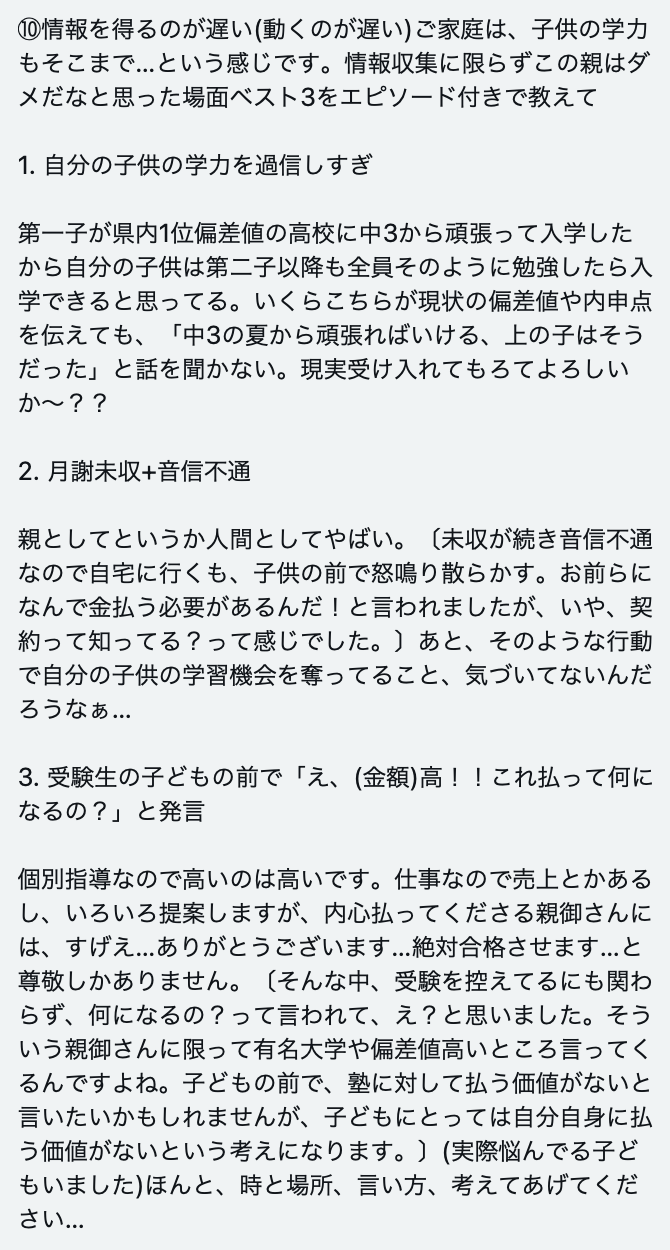 ⑩情報を得るのが遅い(動くのが遅い)ご家庭は、子供の学力
もそこまで...という感じです。情報収集に限らずこの親はダ
メだなと思った場面ベスト3をエピソード付きで教えて
1. 自分の子供の学力を過信しすぎ
第一子が県内1位偏差値の高校に中3から頑張って入学した
から自分の子供は第二子以降も全員そのように勉強したら入
学できると思ってる。いくらこちらが現状の偏差値や内申点
を伝えても、「中3の夏から頑張ればいける、上の子はそう
だった」と話を聞かない。現実受け入れてもろてよろしい
か〜？？
2. 月謝未収+音信不通
親としてというか人間としてやばい。〔未収が続き音信不通
なので自宅に行くも、子供の前で怒鳴り散らかす。お前らに
なんで金払う必要があるんだ！と言われましたが、いや、契
約って知ってる？って感じでした。〕あと、そのような行動
で自分の子供の学習機会を奪ってること、気づいてないんだ
ろうなぁ...
3. 受験生の子どもの前で「え、(金額)高！！これ払って何に
なるの？」と発言
個別指導なので高いのは高いです。仕事なので売上とかある
し、いろいろ提案しますが、内心払ってくださる親御さんに
は、すげえ...ありがとうございます...絶対合格させます...と
尊敬しかありません。〔そんな中、受験を控えてるにも関わ
らず、何になるの？って言われて、え？と思いました。そう
いう親御さんに限って有名大学や偏差値高いところ言ってく
るんですよね。子どもの前で、塾に対して払う価値がないと
言いたいかもしれませんが、子どもにとっては自分自身に払
う価値がないという考えになります。〕(実際悩んでる子ど
もいました)ほんと、時と場所、言い方、考えてあげてくだ
さい...